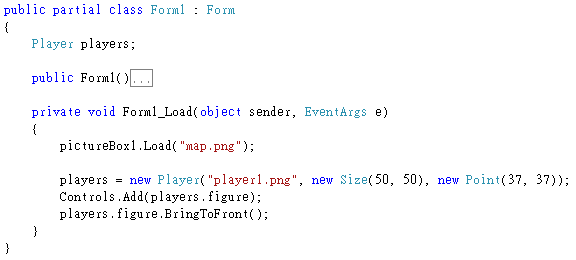 public partial class Form1 : Form
{
    Player players;
    public Form1()...
    private void Form1_Load(object sender, EventArgs e)
    {
        pictureBox1.Load("map.png");
        players = new Player("player1.png", new Size(50, 50), new Point(37, 37));
        Controls.Add(players.figure);
        players.figure.BringToFront();
    }
}